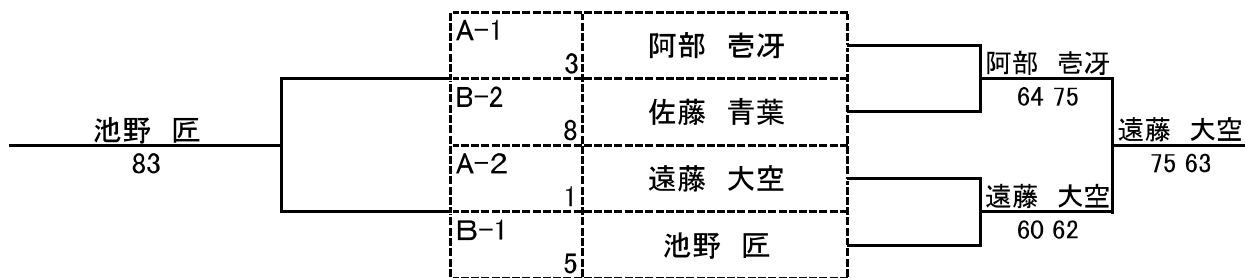 A-1
3
阿部 壱冴
阿部 壱冴
64 75
B-2
8
佐藤 青葉
池野 匠
83
遠藤 大空
75 63
A-2
1
遠藤 大空
遠藤 大空
60 62
B-1
5
池野 匠